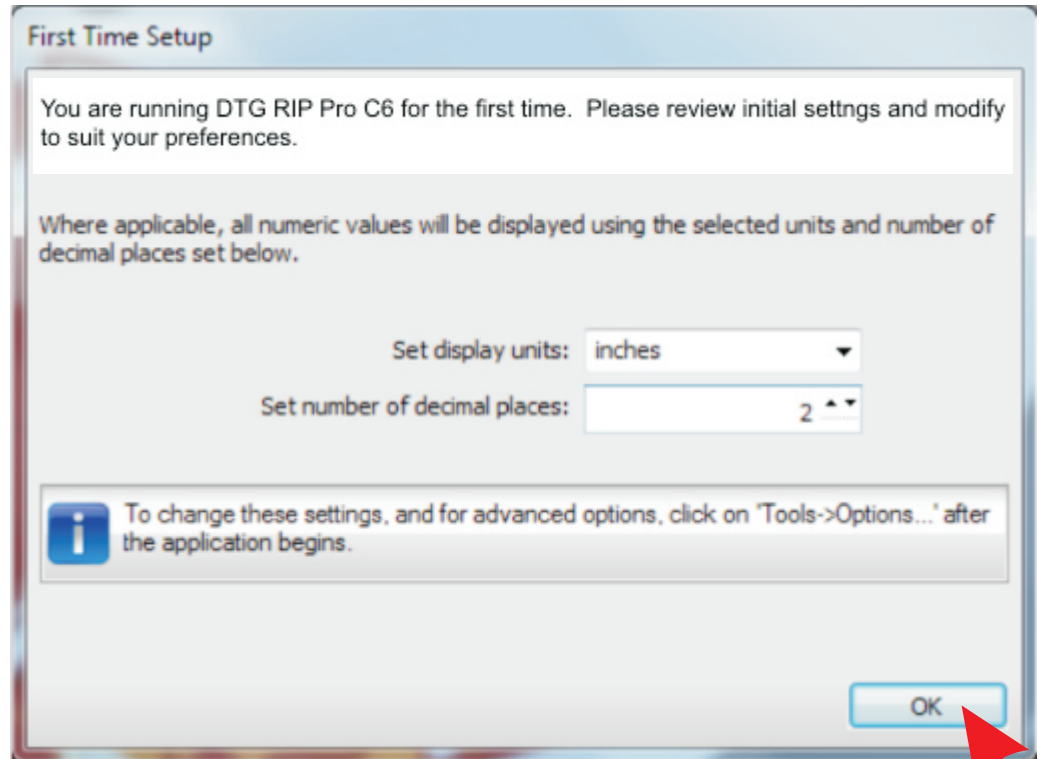 First Time Setup
You are running DTG RIP Pro C6 for the first time.  Please review initial settngs and modify
to suit your preferences.
Where applicable, all numeric values will be displayed using the selected units and number of
decimal places set below.
Set display units: inches
Set number of decimal places: 2
To change these settings, and for advanced options, click on 'Tools->Options...' after
the application begins.
OK